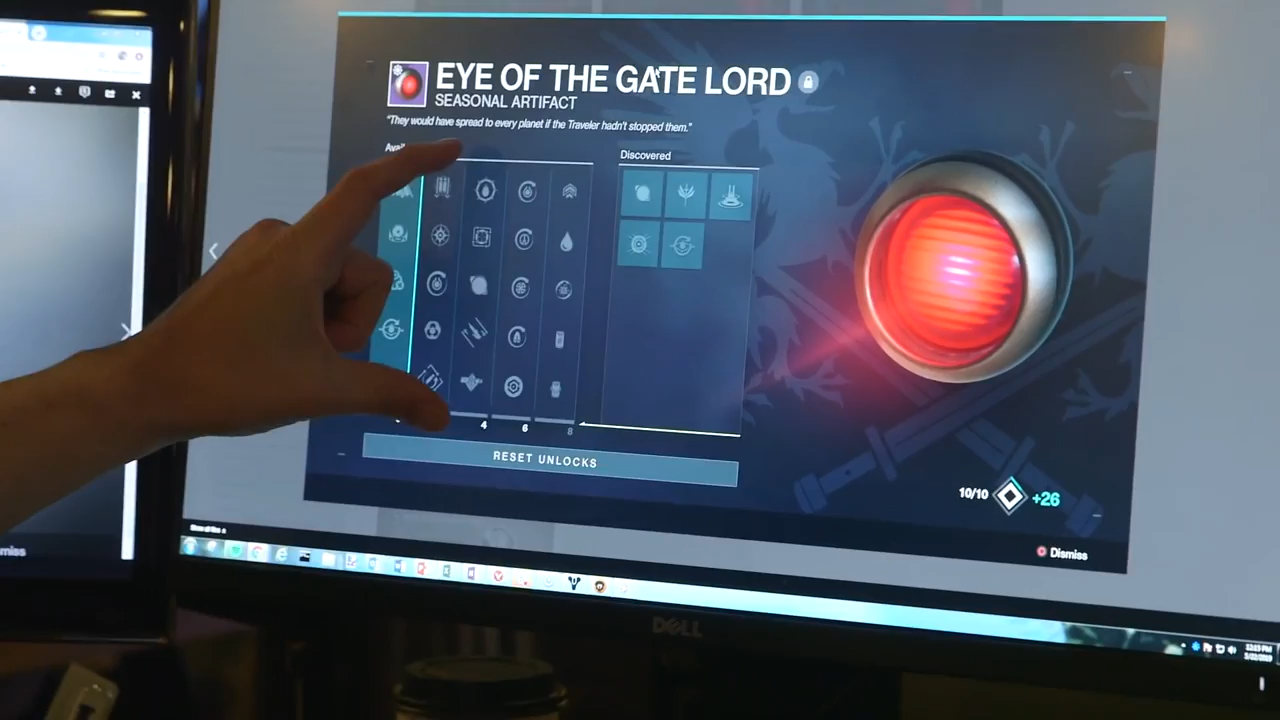 EYE OF THE GATE LORD
SEASONAL ARTIFACT
"They would have spread to every planet if the Traveler hadn't stopped them."
Discovered
4 6 8
RESET UNLOCKS
10/10 +26
Dismiss
DELL